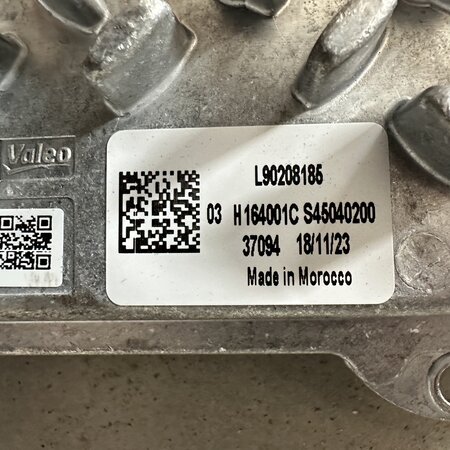 Valeo
L90208185
03 H164001C S45040200
37094 18/11/23
Made in Morocco